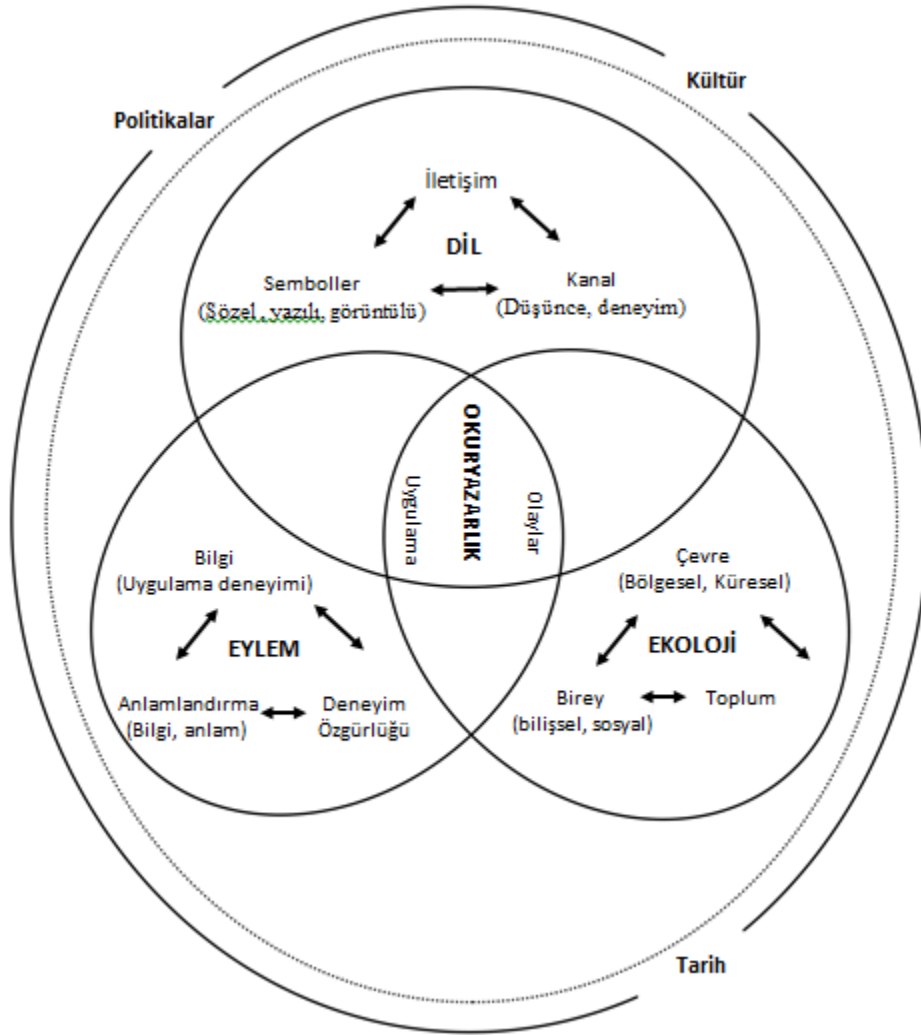 Kültür
Politikalar
İletişim
DİL
Semboller
(Sözel , yazılı, görüntülü)
Kanal
(Düşünce, deneyim)
OKURYAZARLIK
Uygulama
Olaylar
Bilgi
(Uygulama deneyimi)
EYLEM
Anlamlandırma
(Bilgi, anlam)
Deneyim
Özgürlüğü
Çevre
(Bölgesel, Küresel)
EKOLOJİ
Birey
(bilişsel, sosyal)
Toplum
Tarih